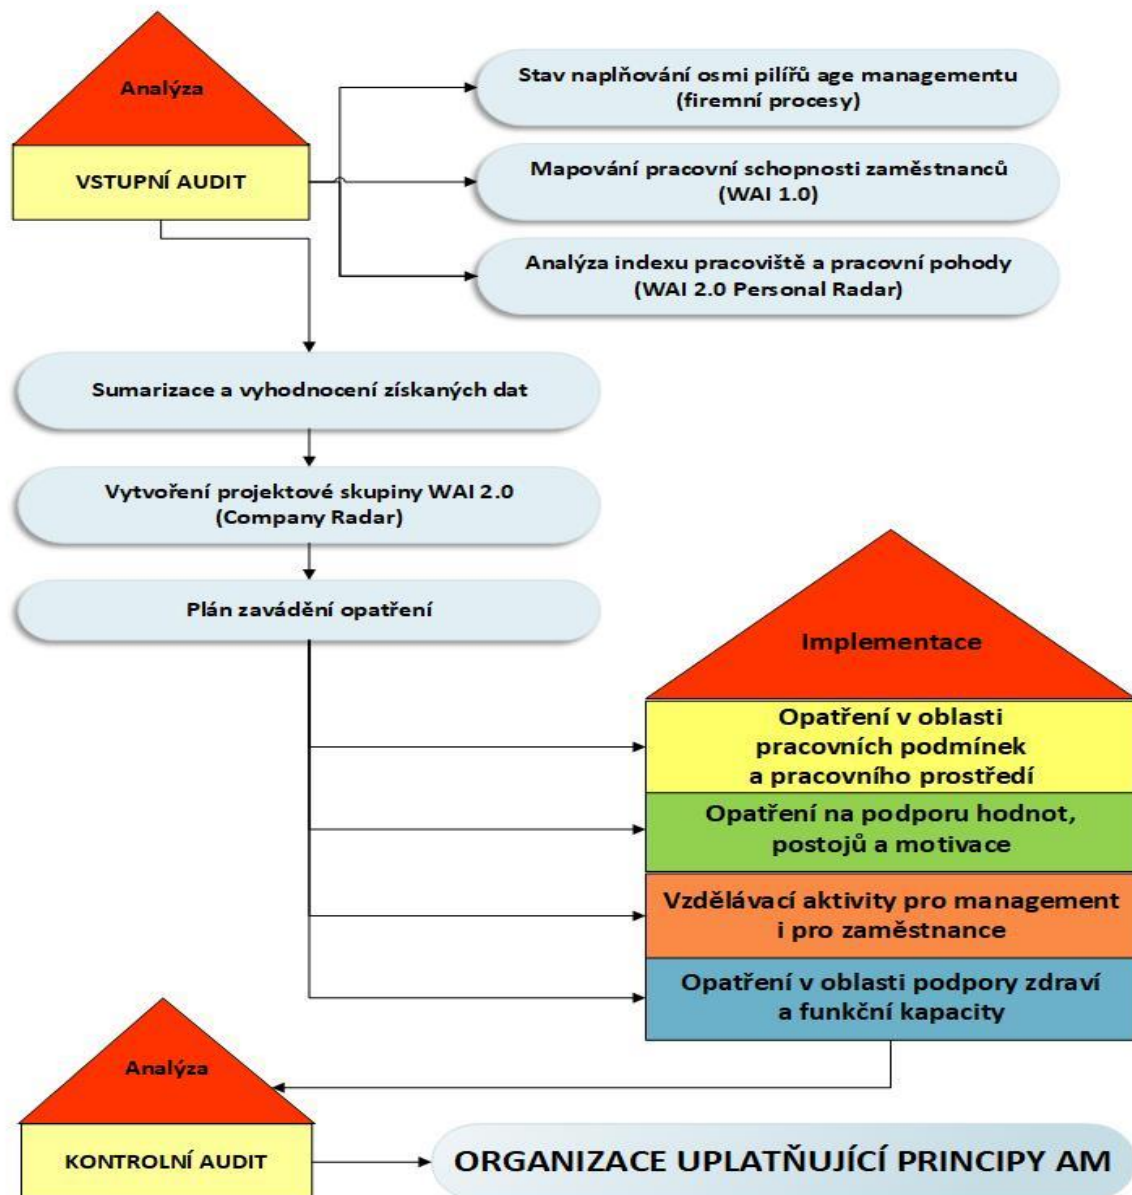 Analýza
VSTUPNÍ AUDIT
Stav naplňování osmi pilířů age managementu
(firemní procesy)
Mapování pracovní schopnosti zaměstnanců
(WAI 1.0)
Analýza indexu pracoviště a pracovní pohody
(WAI 2.0 Personal Radar)
Sumarizace a vyhodnocení získaných dat
Vytvoření projektové skupiny WAI 2.0
(Company Radar)
Plán zavádění opatření
Implementace
Opatření v oblasti
pracovních podmínek
a pracovního prostředí
Opatření na podporu hodnot,
postojů a motivace
Vzdělávací aktivity pro management
i pro zaměstnance
Opatření v oblasti podpory zdraví
a funkční kapacity
Analýza
KONTROLNÍ AUDIT
ORGANIZACE UPLATŇUJÍCÍ PRINCIPY AM